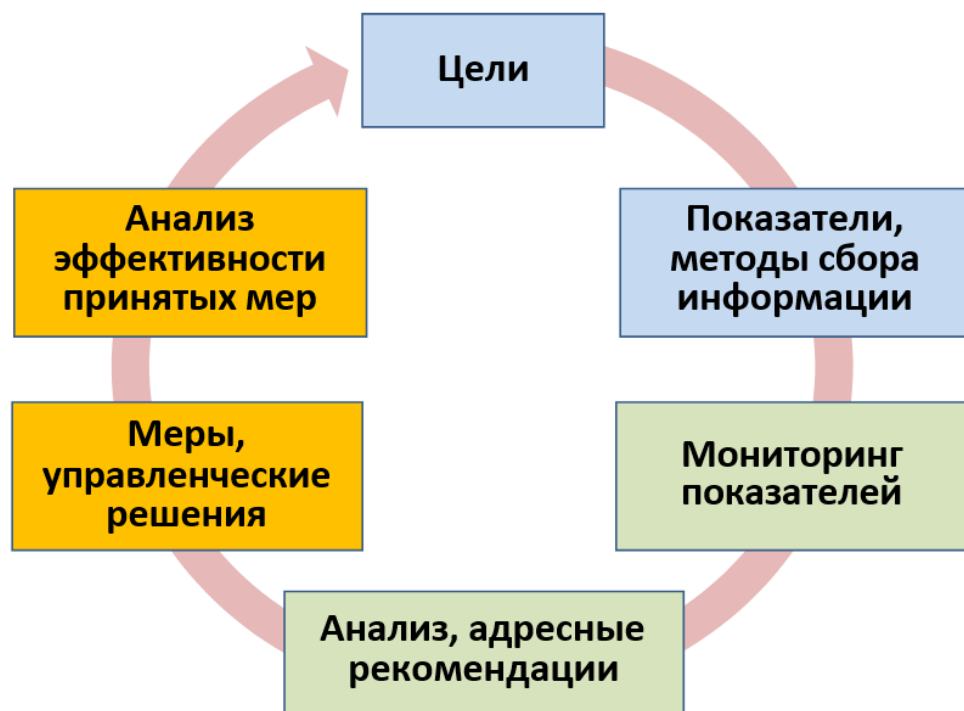 Цели
Показатели,
методы сбора
информации
Мониторинг
показателей
Анализ, адресные
рекомендации
Меры,
управленческие
решения
Анализ
эффективности
принятых мер